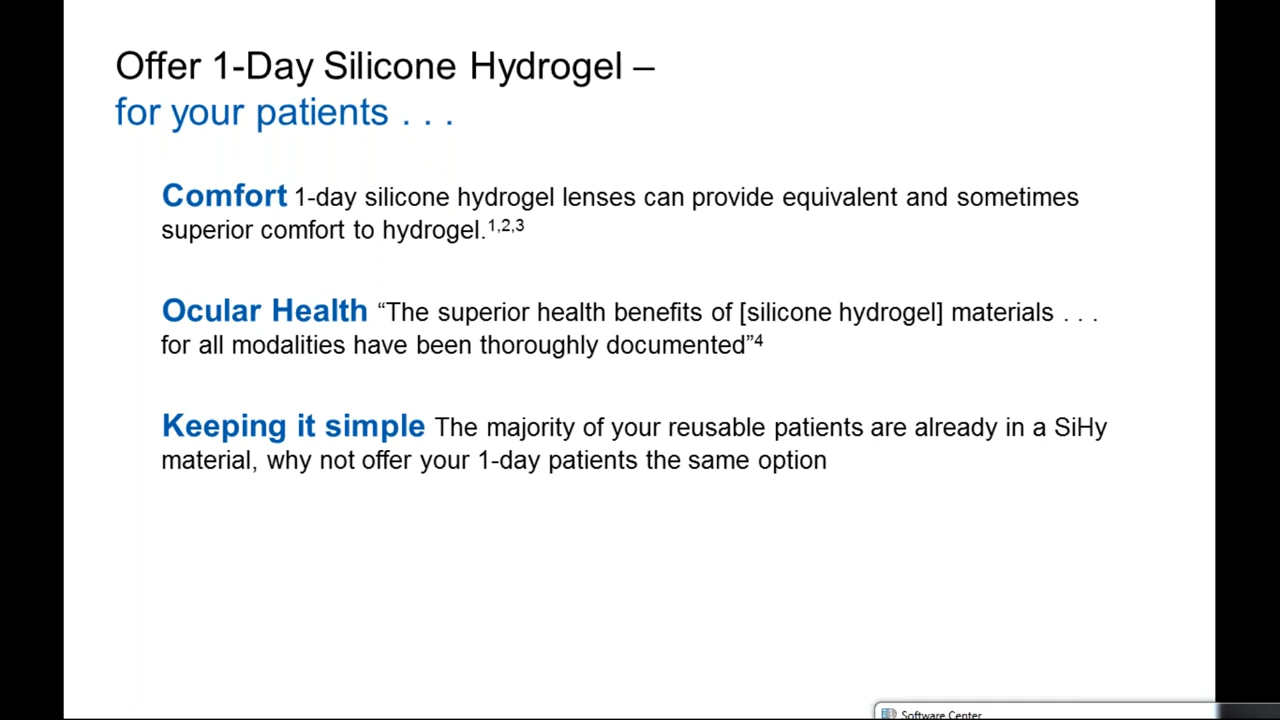 Offer 1-Day Silicone Hydrogel –
for your patients . . .
Comfort 1-day silicone hydrogel lenses can provide equivalent and sometimes
superior comfort to hydrogel.1,2,3
Ocular Health “The superior health benefits of [silicone hydrogel] materials . . .
for all modalities have been thoroughly documented”4
Keeping it simple The majority of your reusable patients are already in a SiHy
material, why not offer your 1-day patients the same option
Software Center